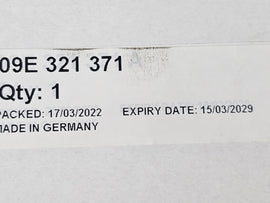 09E 321 371
Qty: 1
PACKED: 17/03/2022 EXPIRY DATE: 15/03/2029
MADE IN GERMANY